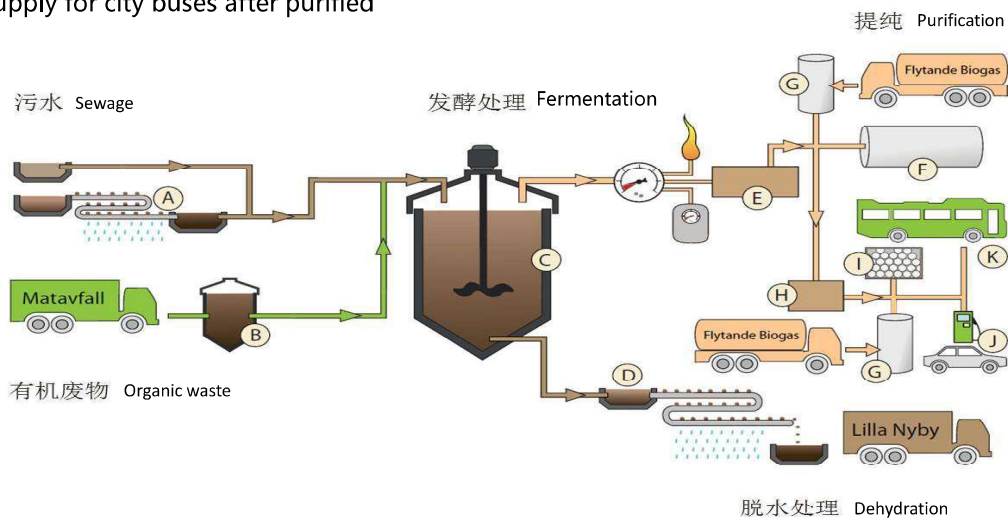 upply for city buses after purified
提纯 Purification
Flytande Biogas
G
污水 Sewage
发酵处理 Fermentation
F
A
E
K
C
I
Matavfall
H
B
Flytande Biogas
J
G
D
有机废物 Organic waste
Lilla Nyby
脱水处理 Dehydration